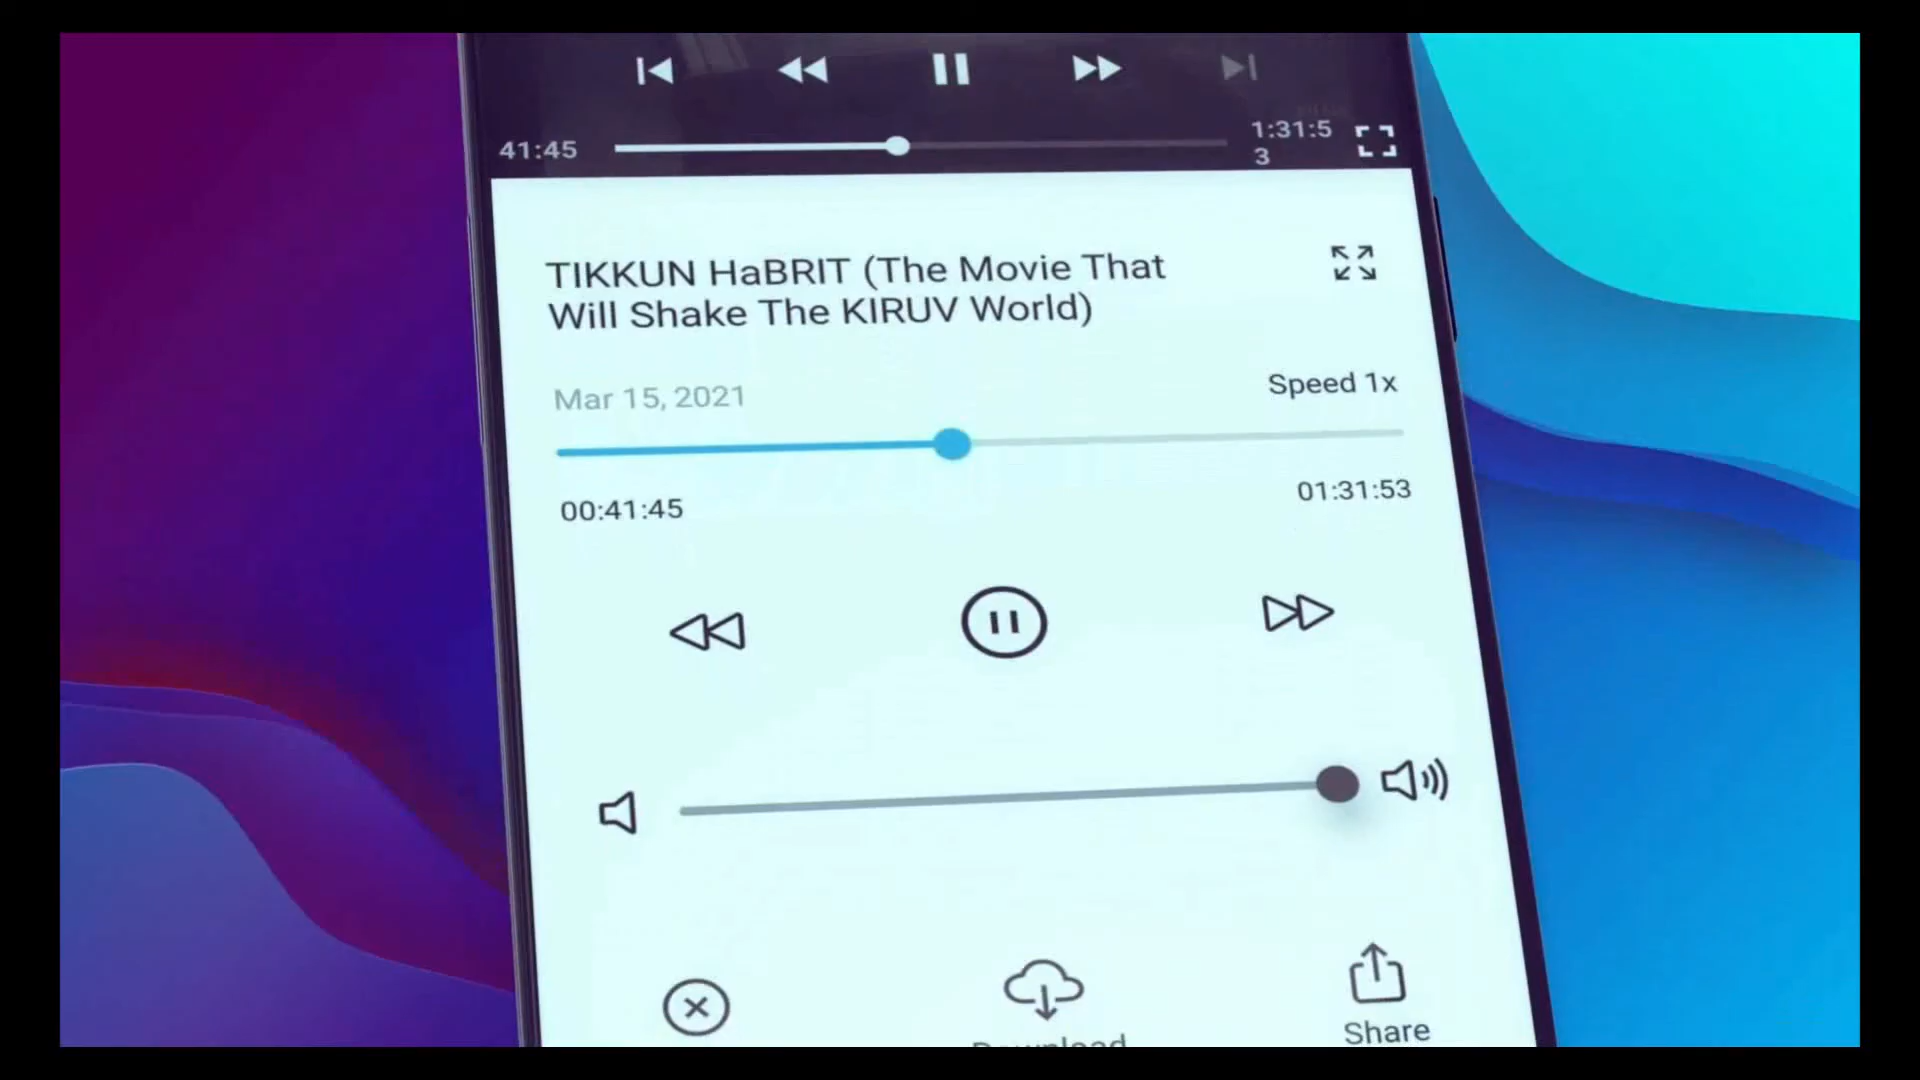 41:45
1:31:5
3
TIKKUN HaBRIT (The Movie That
Will Shake The KIRUV World)
Mar 15, 2021
Speed 1x
00:41:45
01:31:53
Download
Share